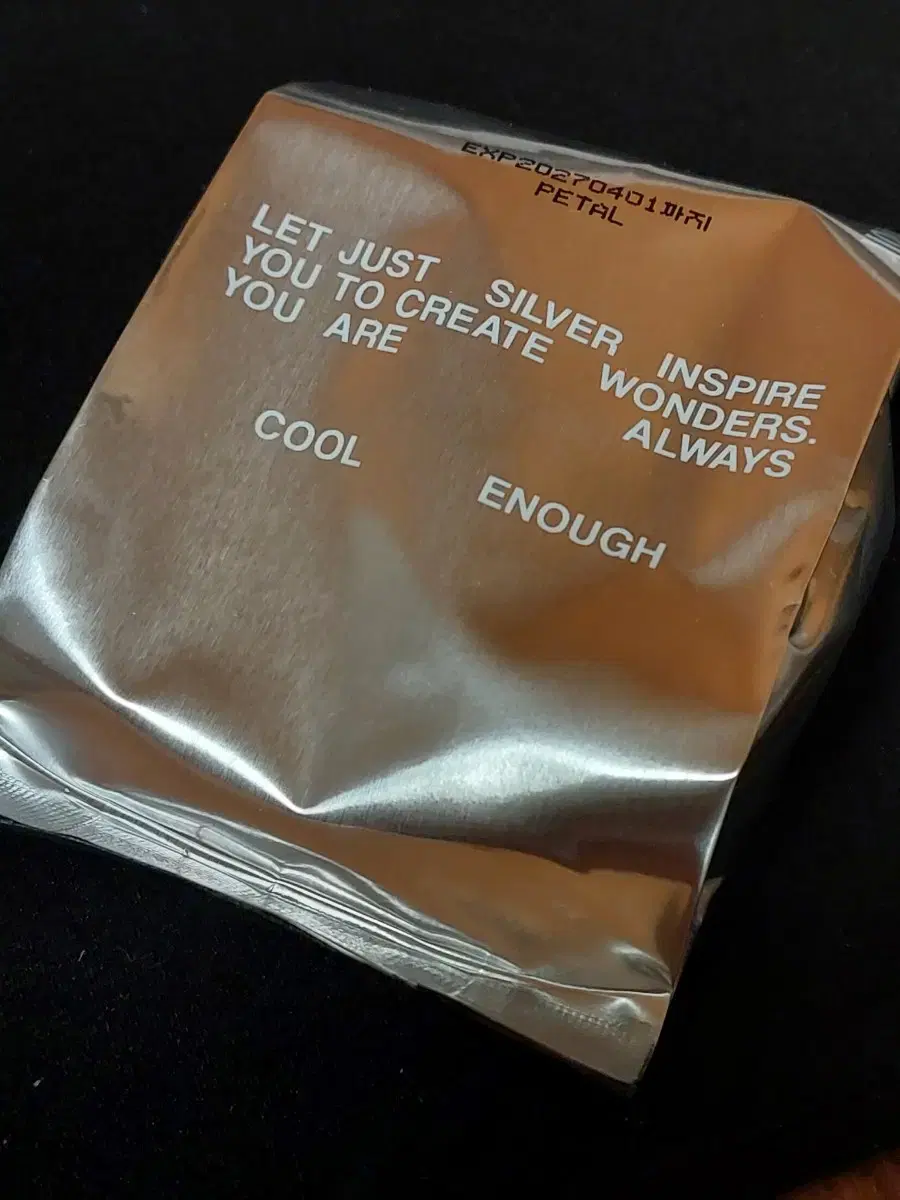 EXP20270401까지
PETAL
LET JUST SILVER INSPIRE
YOU TO CREATE WONDERS.
YOU ARE ALWAYS
COOL ENOUGH